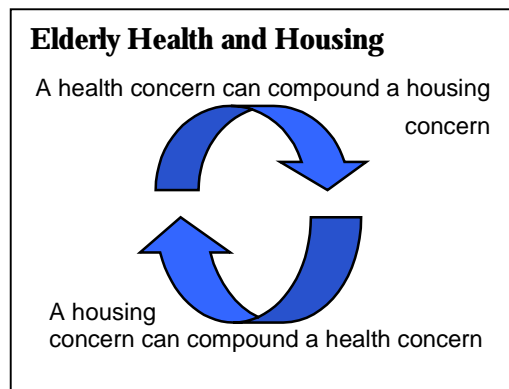 Elderly Health and Housing
A health concern can compound a housing
concern
A housing
concern can compound a health concern